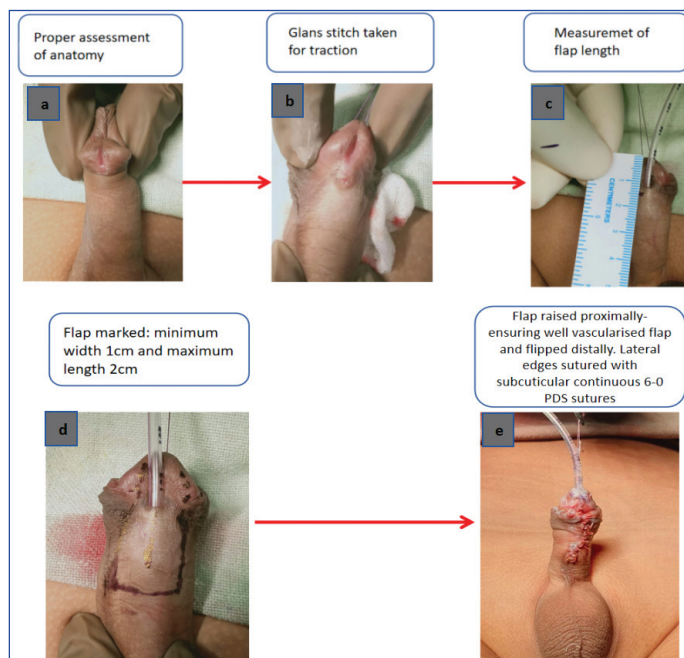 Proper assessment
of anatomy
Glans stitch taken
for traction
Measuremet of
flap length
a
b
c
CENTIMETERS
Flap marked: minimum
width 1cm and maximum
length 2cm
Flap raised proximally-
ensuring well vascularised flap
and flipped distally. Lateral
edges sutured with
subcuticular continuous 6-0
PDS sutures
d
e